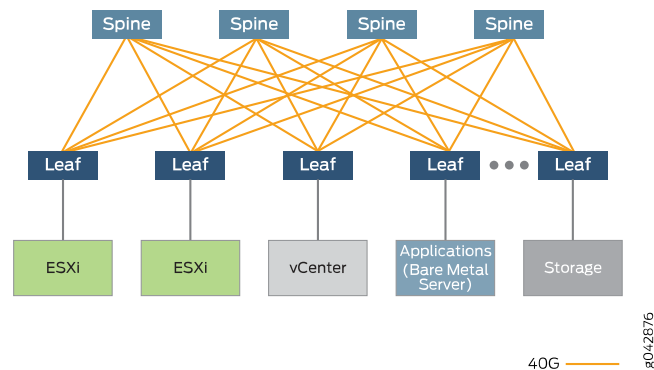 Spine Spine Spine Spine
Leaf Leaf Leaf Leaf Leaf
ESXi ESXi vCenter Applications
(Bare Metal
Server) Storage
40G
g042876